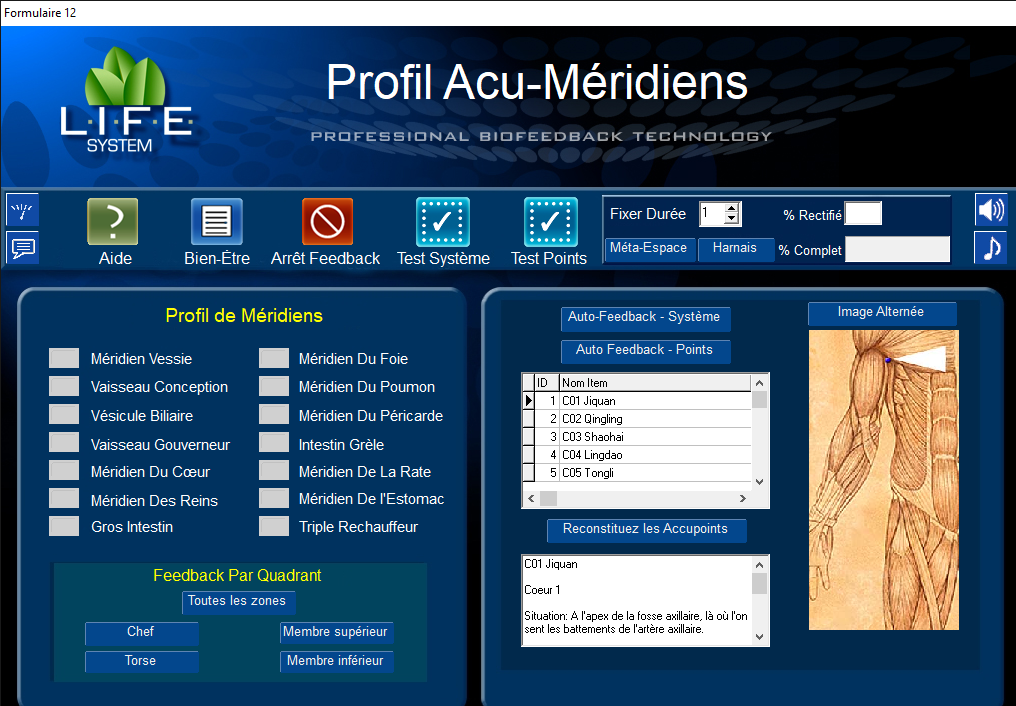 Formulaire 12
L·I·F·E
SYSTEM
Profil Acu-Méridiens
PROFESSIONAL BIOFEEDBACK TECHNOLOGY
?
Aide
Bien-Être
Arrêt Feedback
Test Système
Test Points
Fixer Durée
1
% Rectifié
Méta-Espace
Harnais
% Complet
Profil de Méridiens
Méridien Vessie
Méridien Du Foie
Vaisseau Conception
Méridien Du Poumon
Vésicule Biliaire
Méridien Du Péricarde
Vaisseau Gouverneur
Intestin Grèle
Méridien Du Cœur
Méridien De La Rate
Méridien Des Reins
Méridien De l'Estomac
Gros Intestin
Triple Rechauffeur
Feedback Par Quadrant
Toutes les zones
Chef
Membre supérieur
Torse
Membre inférieur
Auto-Feedback - Système
Auto Feedback - Points
Image Alternée
ID Nom Item
1 C01 Jiquan
2 C02 Qingling
3 C03 Shaohai
4 C04 Lingdao
5 C05 Tongli
Reconstituez les Accupoints
C01 Jiquan
Coeur 1
Situation: A l'apex de la fosse axillaire, là où l'on
sent les battements de l'artère axillaire.